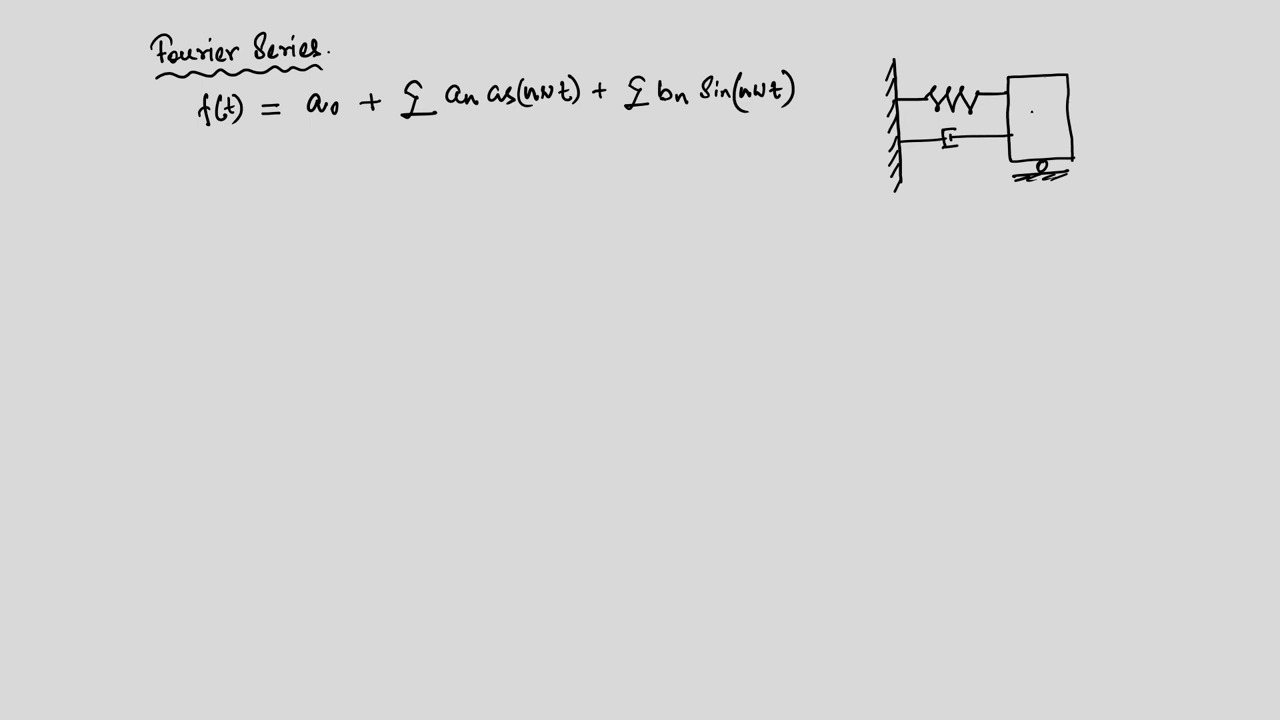 Fourier Series.
f(t) = a₀ + Σ aₙ cos(nωt) + Σ bₙ sin(nωt)